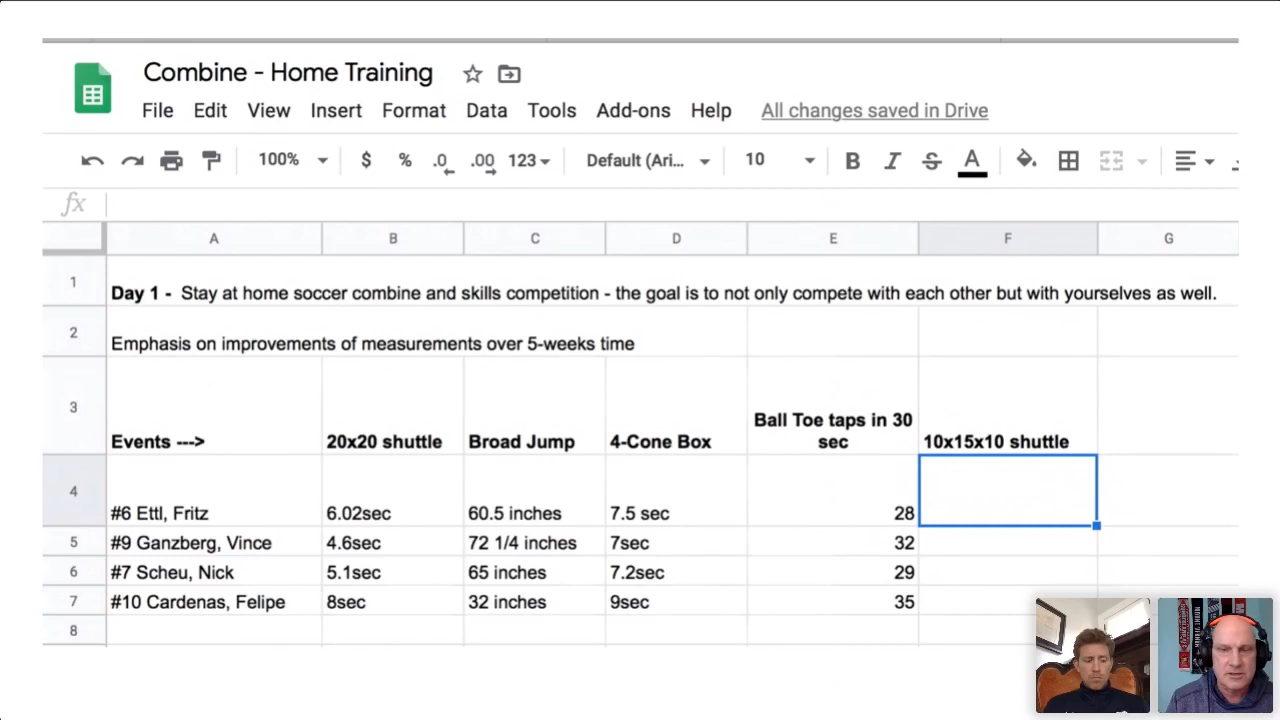 Combine - Home Training
File Edit View Insert Format Data Tools Add-ons Help All changes saved in Drive
100% $ % .0 .00 123 Default (Ari... 10 B I S A
fx
A B C D E F G
1 Day 1 - Stay at home soccer combine and skills competition - the goal is to not only compete with each other but with yourselves as well.
2 Emphasis on improvements of measurements over 5-weeks time
3 Events ---> 20x20 shuttle Broad Jump 4-Cone Box Ball Toe taps in 30 sec 10x15x10 shuttle
4 #6 Ettl, Fritz 6.02sec 60.5 inches 7.5 sec 28
5 #9 Ganzberg, Vince 4.6sec 72 1/4 inches 7sec 32
6 #7 Scheu, Nick 5.1sec 65 inches 7.2sec 29
7 #10 Cardenas, Felipe 8sec 32 inches 9sec 35
8